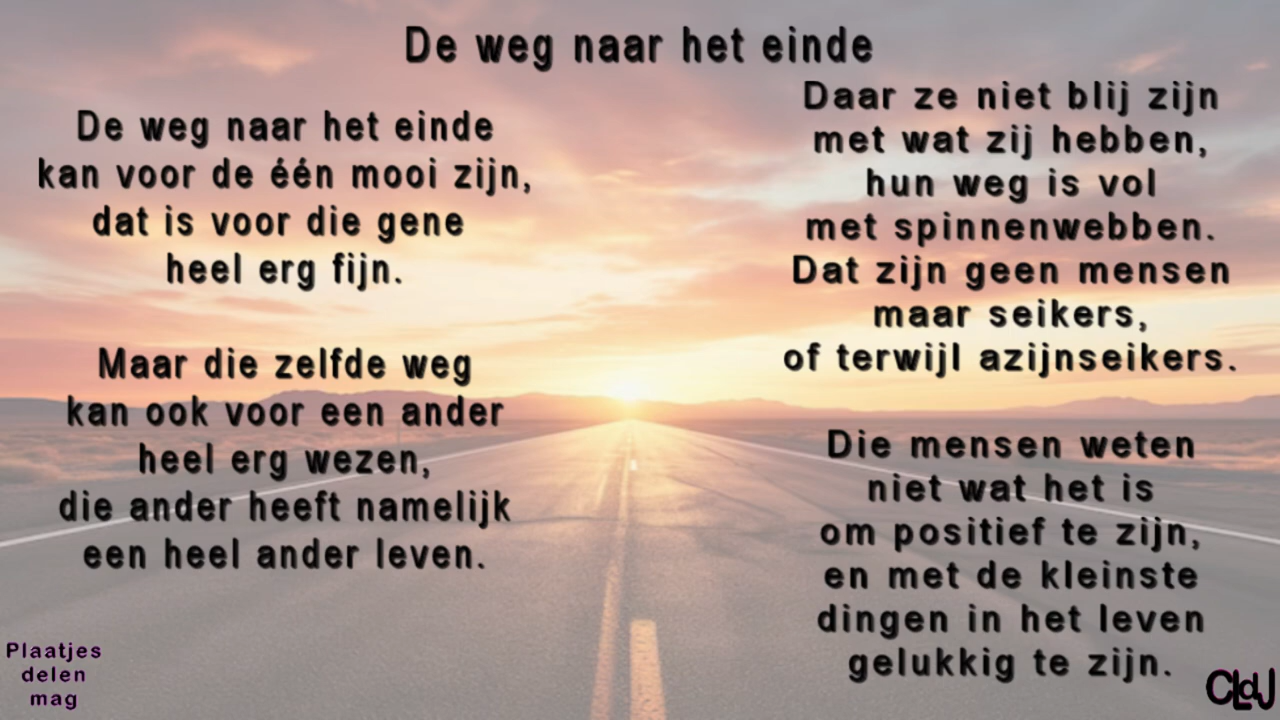 De weg naar het einde
De weg naar het einde
kan voor de één mooi zijn,
dat is voor die gene
heel erg fijn.
Maar die zelfde weg
kan ook voor een ander
heel erg wezen,
die ander heeft namelijk
een heel ander leven.
Daar ze niet blij zijn
met wat zij hebben,
hun weg is vol
met spinnenwebben.
Dat zijn geen mensen
maar seikers,
of terwijl azijnseikers.
Die mensen weten
niet wat het is
om positief te zijn,
en met de kleinste
dingen in het leven
gelukkig te zijn.
Plaatjes
delen
mag
CLdJ